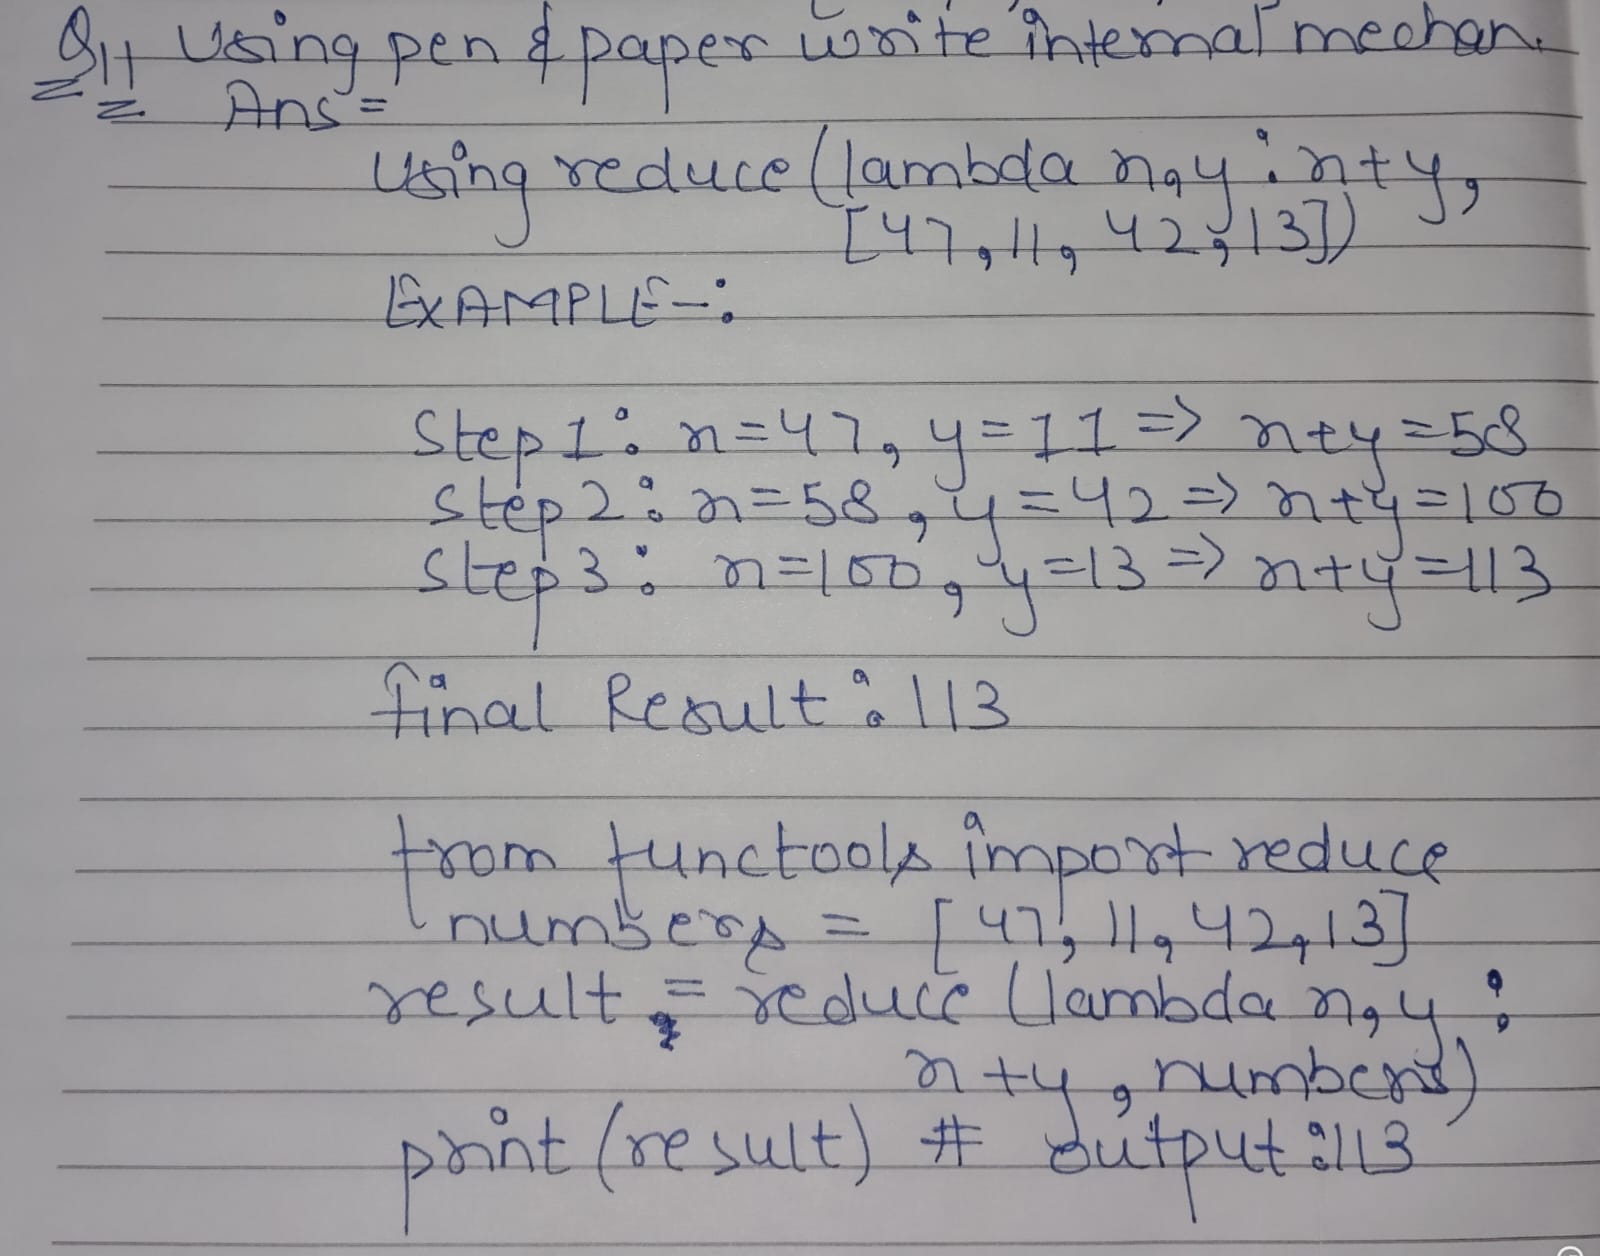 Q11 Using pen & paper write internal mechan.
Ans =
Using reduce (lambda x, y : x+y,
[47, 11, 42, 13])
EXAMPLE-:
Step 1: x=47, y=11 => x+y=58
Step 2: x=58, y=42 => x+y=100
Step 3: x=100, y=13 => x+y=113
final Result: 113
from functools import reduce
numbers = [47, 11, 42, 13]
result = reduce (lambda x, y :
x+y, numbers)
print (result) # Output: 113